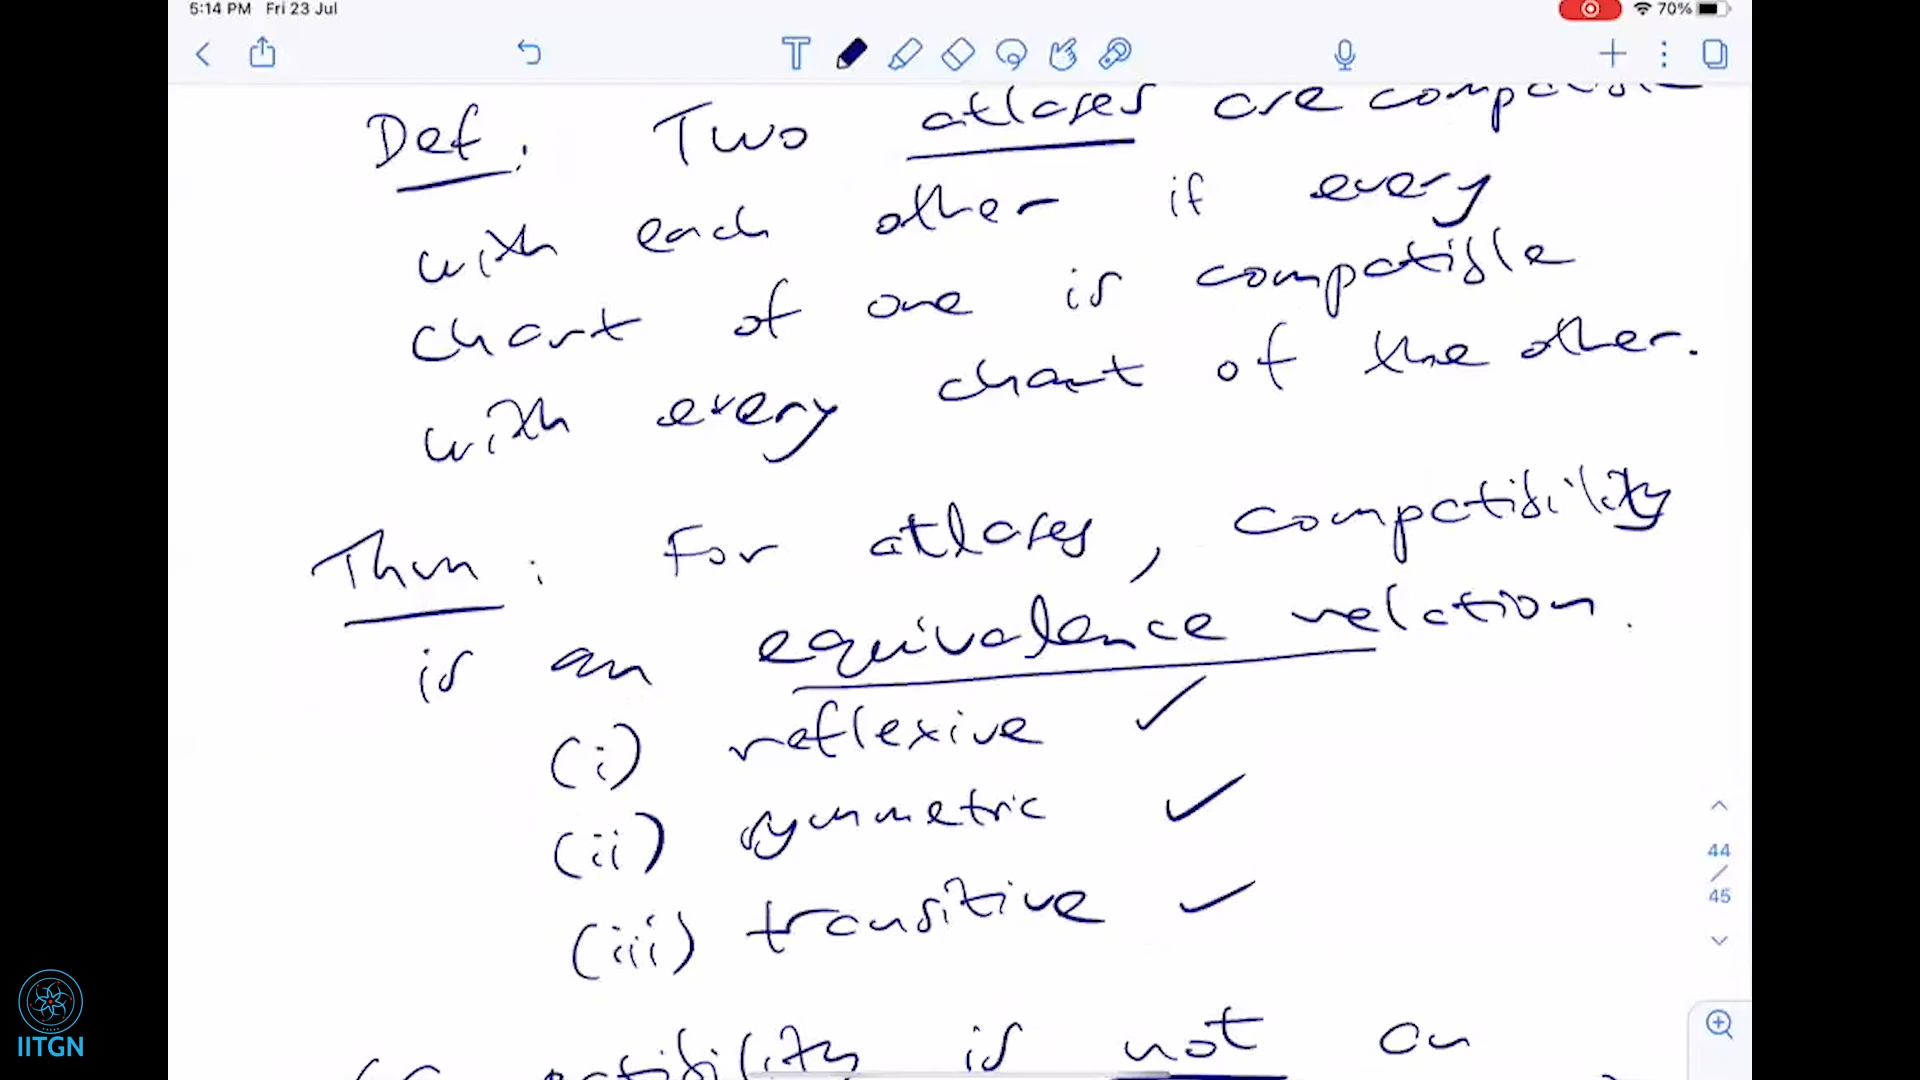 5:14 PM Fri 23 Jul
70%
Def: Two atlases are compatible
with each other if every
chart of one is compatible
with every chart of the other.
Thm: For atlases, compatibility
is an equivalence relation.
(i) reflexive ✓
(ii) symmetric ✓
(iii) transitive ✓
is not an
44
/
45
IITGN